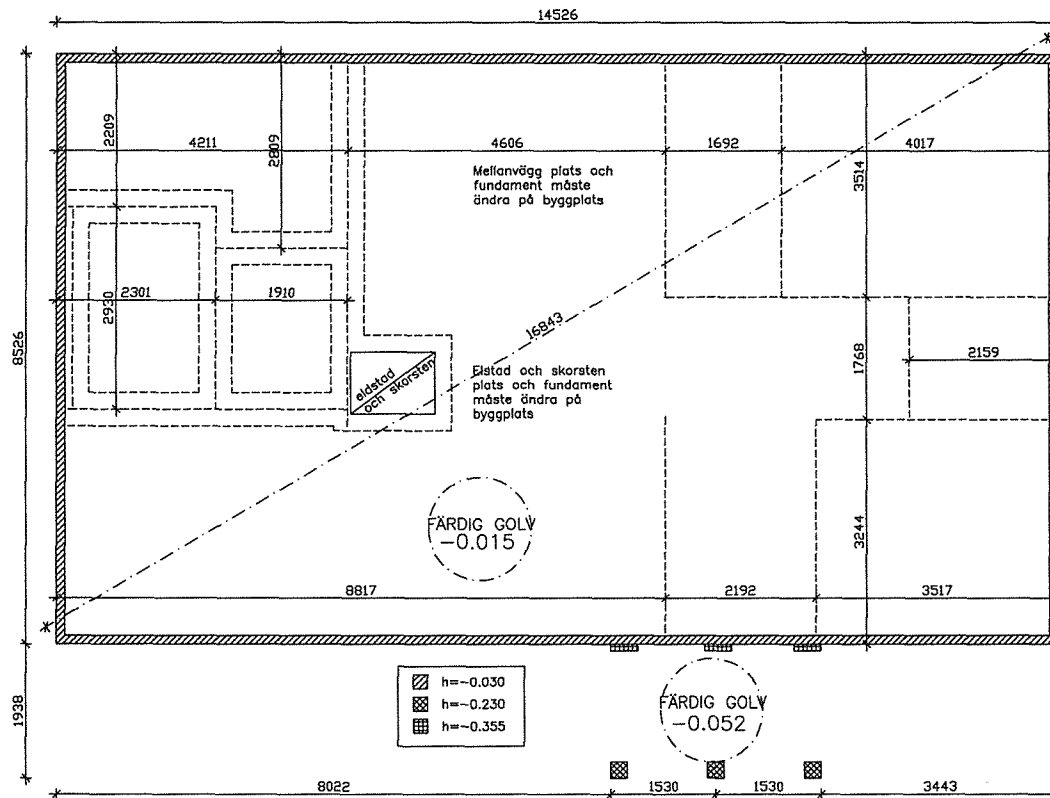 14526
2209
4211
2809
4606
1692
4017
3514
Mellanvägg plats och
fundament måste
ändra på byggplats
2930
2301
1910
16843
8526
1768
2159
eldstad
och skorsten
Elstad och skorsten
plats och fundament
måste ändra på
byggplats
FÄRDIG GOLV
-0.015
3244
8817
2192
3517
h=-0.030
h=-0.230
h=-0.355
FÄRDIG GOLV
-0.052
1938
8022
1530
1530
3443